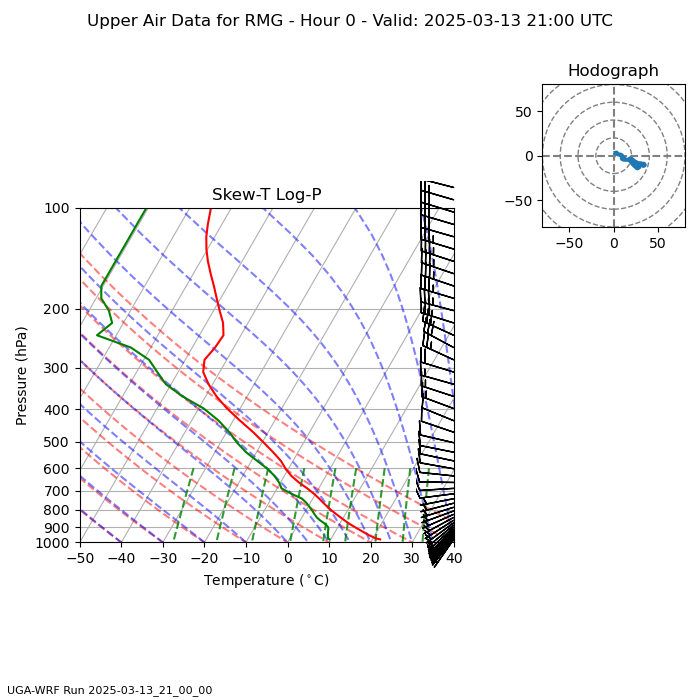 Upper Air Data for RMG - Hour 0 - Valid: 2025-03-13 21:00 UTC
Hodograph
50
0
−50
−50 0 50
Skew-T Log-P
100
200
300
400
500
600
700
800
900
1000
Pressure (hPa)
−50 −40 −30 −20 −10 0 10 20 30 40
Temperature (°C)
UGA-WRF Run 2025-03-13_21_00_00